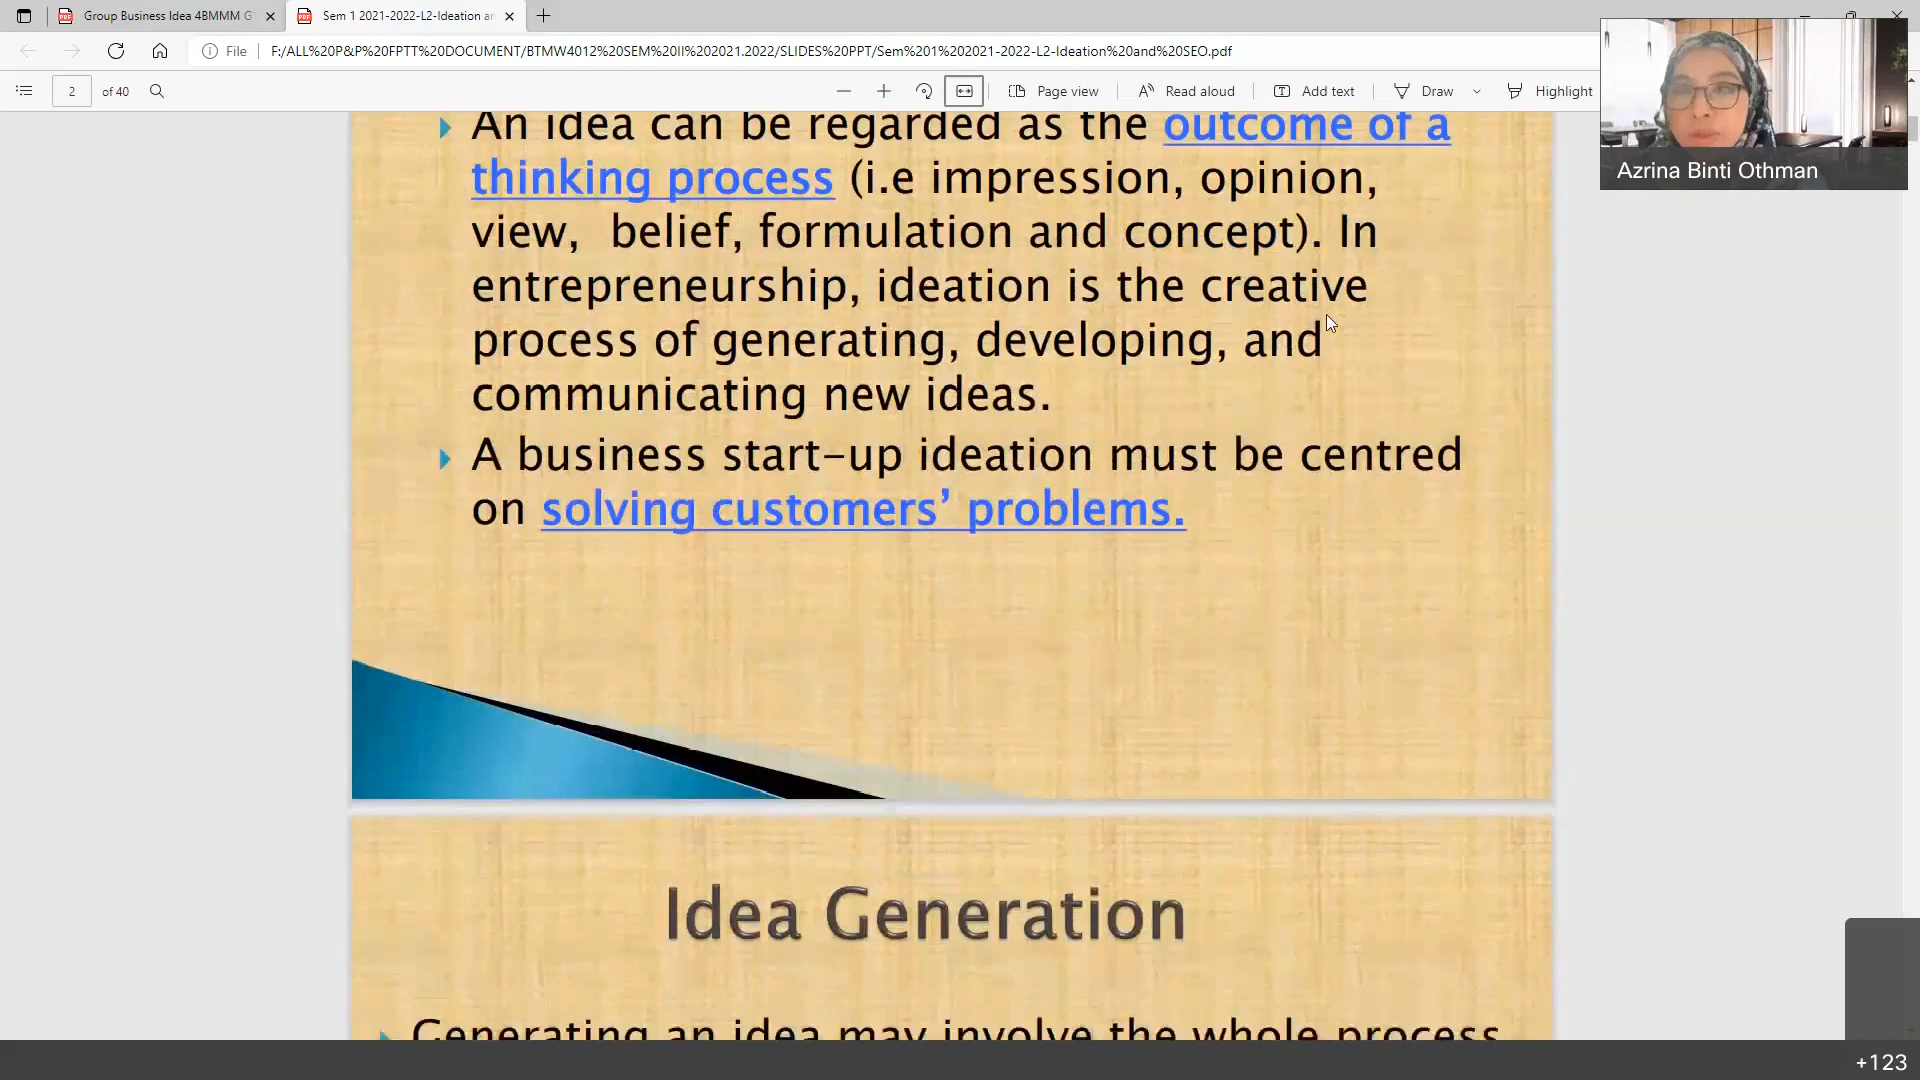 Group Business Idea 4BMMM G
Sem 1 2021-2022-L2-Ideation an
File
F:/ALL%20P&P%20FPTT%20DOCUMENT/BTMW4012%20SEM%20II%202021.2022/SLIDES%20PPT/Sem%201%202021-2022-L2-Ideation%20and%20SEO.pdf
2 of 40
Page view
Read aloud
Add text
Draw
Highlight
Azrina Binti Othman
An idea can be regarded as the outcome of a
thinking process (i.e impression, opinion,
view, belief, formulation and concept). In
entrepreneurship, ideation is the creative
process of generating, developing, and
communicating new ideas.
A business start-up ideation must be centred
on solving customers’ problems.
Idea Generation
Generating an idea may involve the whole process
+123